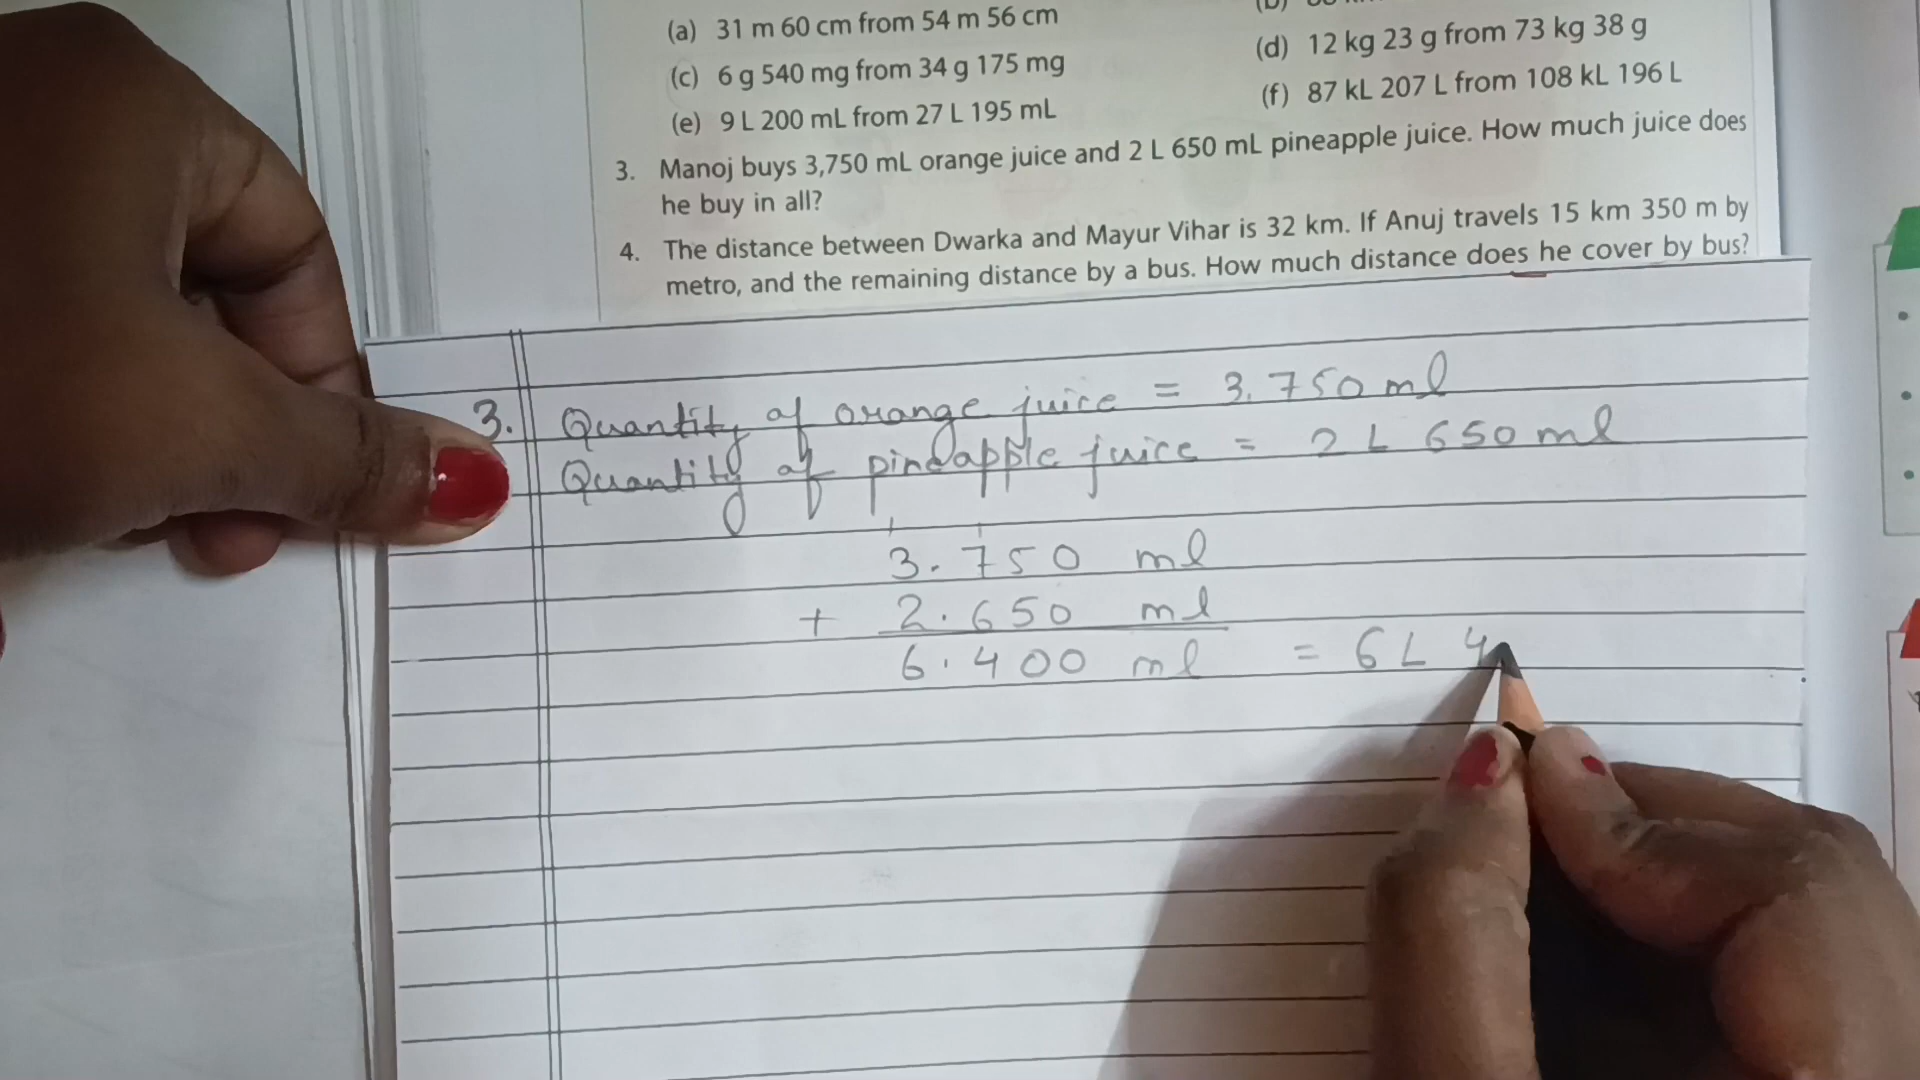 (a) 31 m 60 cm from 54 m 56 cm
(c) 6 g 540 mg from 34 g 175 mg
(d) 12 kg 23 g from 73 kg 38 g
(e) 9 L 200 mL from 27 L 195 mL
(f) 87 kL 207 L from 108 kL 196 L
3. Manoj buys 3,750 mL orange juice and 2 L 650 mL pineapple juice. How much juice does
he buy in all?
4. The distance between Dwarka and Mayur Vihar is 32 km. If Anuj travels 15 km 350 m by
metro, and the remaining distance by a bus. How much distance does he cover by bus?
3. Quantity of orange juice = 3.750 ml
Quantity of pineapple juice = 2 L 650 ml
1 1
3.750 ml
+ 2.650 ml
6.400 ml = 6 L 4